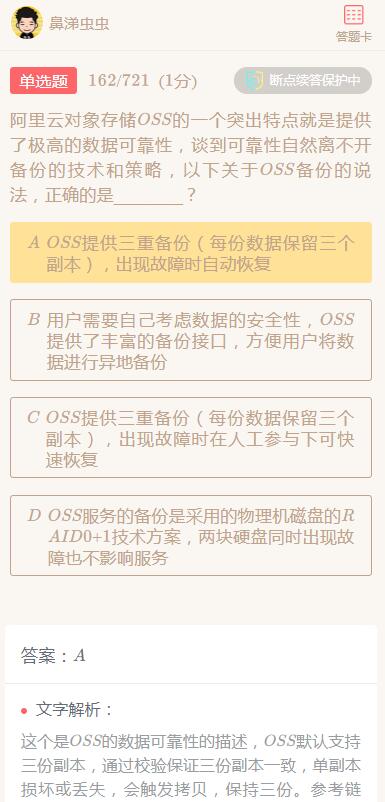 鼻涕虫虫
答题卡
单选题 162/721 (1分) 断点续答保护中
阿里云对象存储OSS的一个突出特点就是提供
了极高的数据可靠性，谈到可靠性自然离不开
备份的技术和策略，以下关于OSS备份的说
法，正确的是________？
A OSS提供三重备份（每份数据保留三个
副本），出现故障时自动恢复
B 用户需要自己考虑数据的安全性，OSS
提供了丰富的备份接口，方便用户将数
据进行异地备份
C OSS提供三重备份（每份数据保留三个
副本），出现故障时在人工参与下可快
速恢复
D OSS服务的备份是采用的物理机磁盘的R
AID0+1技术方案，两块硬盘同时出现故
障也不影响服务
答案：A
文字解析：
这个是OSS的数据可靠性的描述，OSS默认支持
三份副本，通过校验保证三份副本一致，单副本
损坏或丢失，会触发拷贝，保持三份。参考链